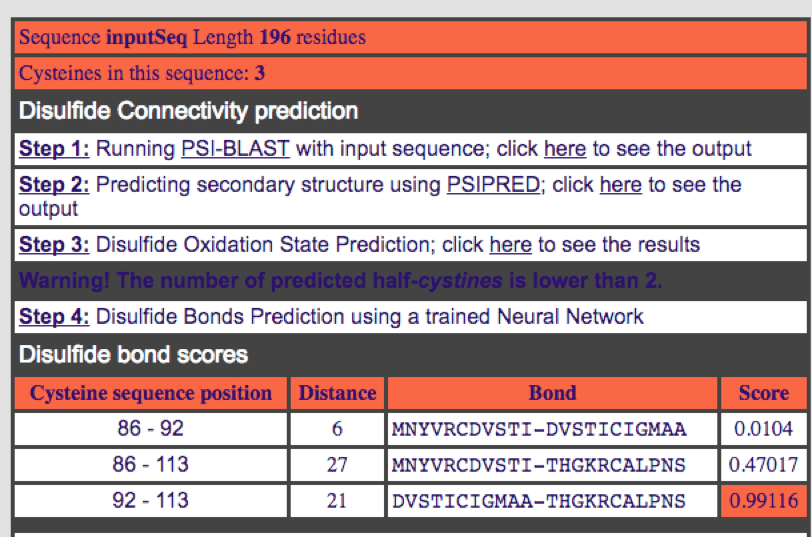 Sequence inputSeq Length 196 residues
Cysteines in this sequence: 3
Disulfide Connectivity prediction
Step 1: Running PSI-BLAST with input sequence; click here to see the output
Step 2: Predicting secondary structure using PSIPRED; click here to see the
output
Step 3: Disulfide Oxidation State Prediction; click here to see the results
Warning! The number of predicted half-cystines is lower than 2.
Step 4: Disulfide Bonds Prediction using a trained Neural Network
Disulfide bond scores
Cysteine sequence position Distance Bond Score
86 - 92 6 MNYVRCDVSTI-DVSTICIGMAA 0.0104
86 - 113 27 MNYVRCDVSTI-THGKRCALPNS 0.47017
92 - 113 21 DVSTICIGMAA-THGKRCALPNS 0.99116